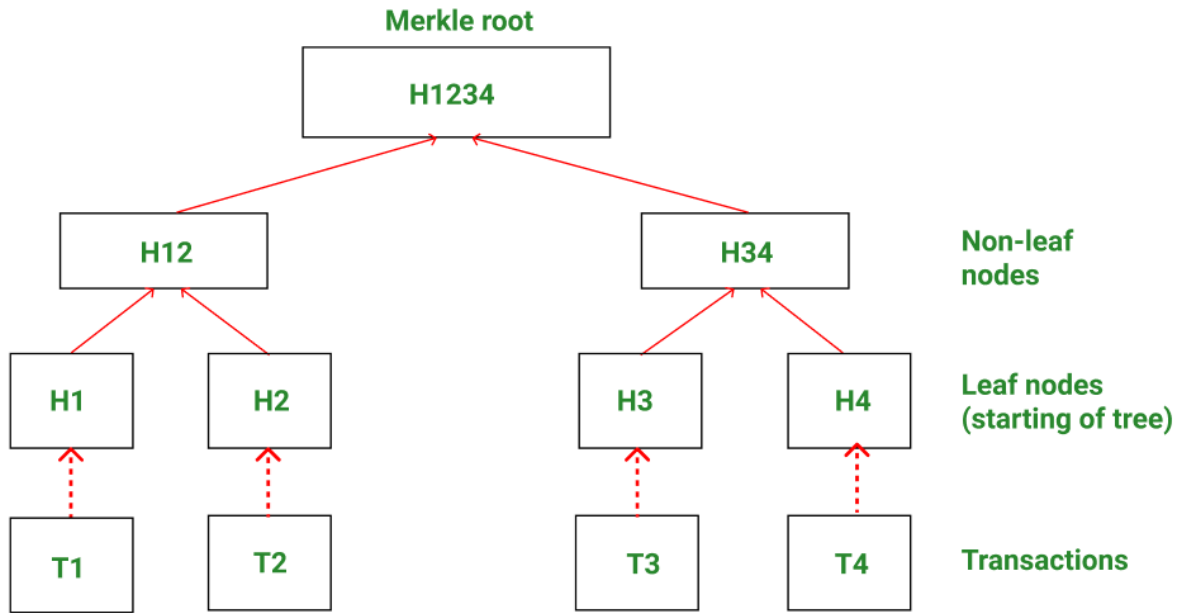 Merkle root
H1234
H12
H34
Non-leaf
nodes
H1
H2
H3
H4
Leaf nodes
(starting of tree)
T1
T2
T3
T4
Transactions